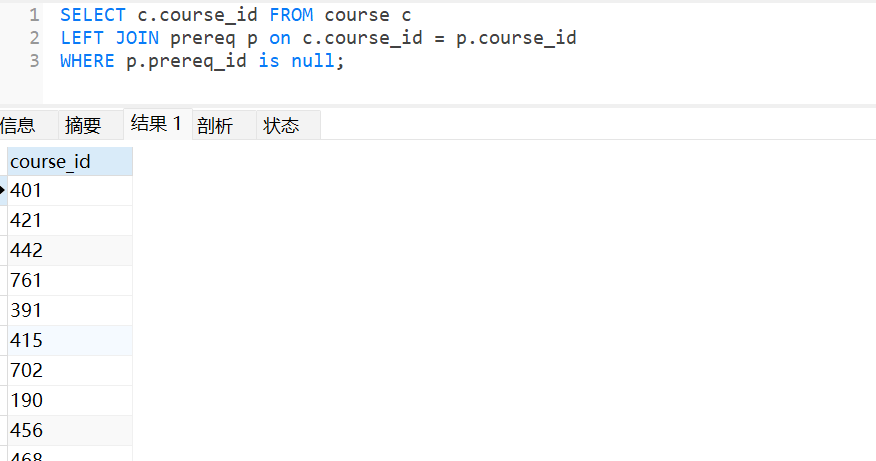 1 SELECT c.course_id FROM course c
2 LEFT JOIN prereq p on c.course_id = p.course_id
3 WHERE p.prereq_id is null;
信息 摘要 结果 1 剖析 状态
course_id
401
421
442
761
391
415
702
190
456
468